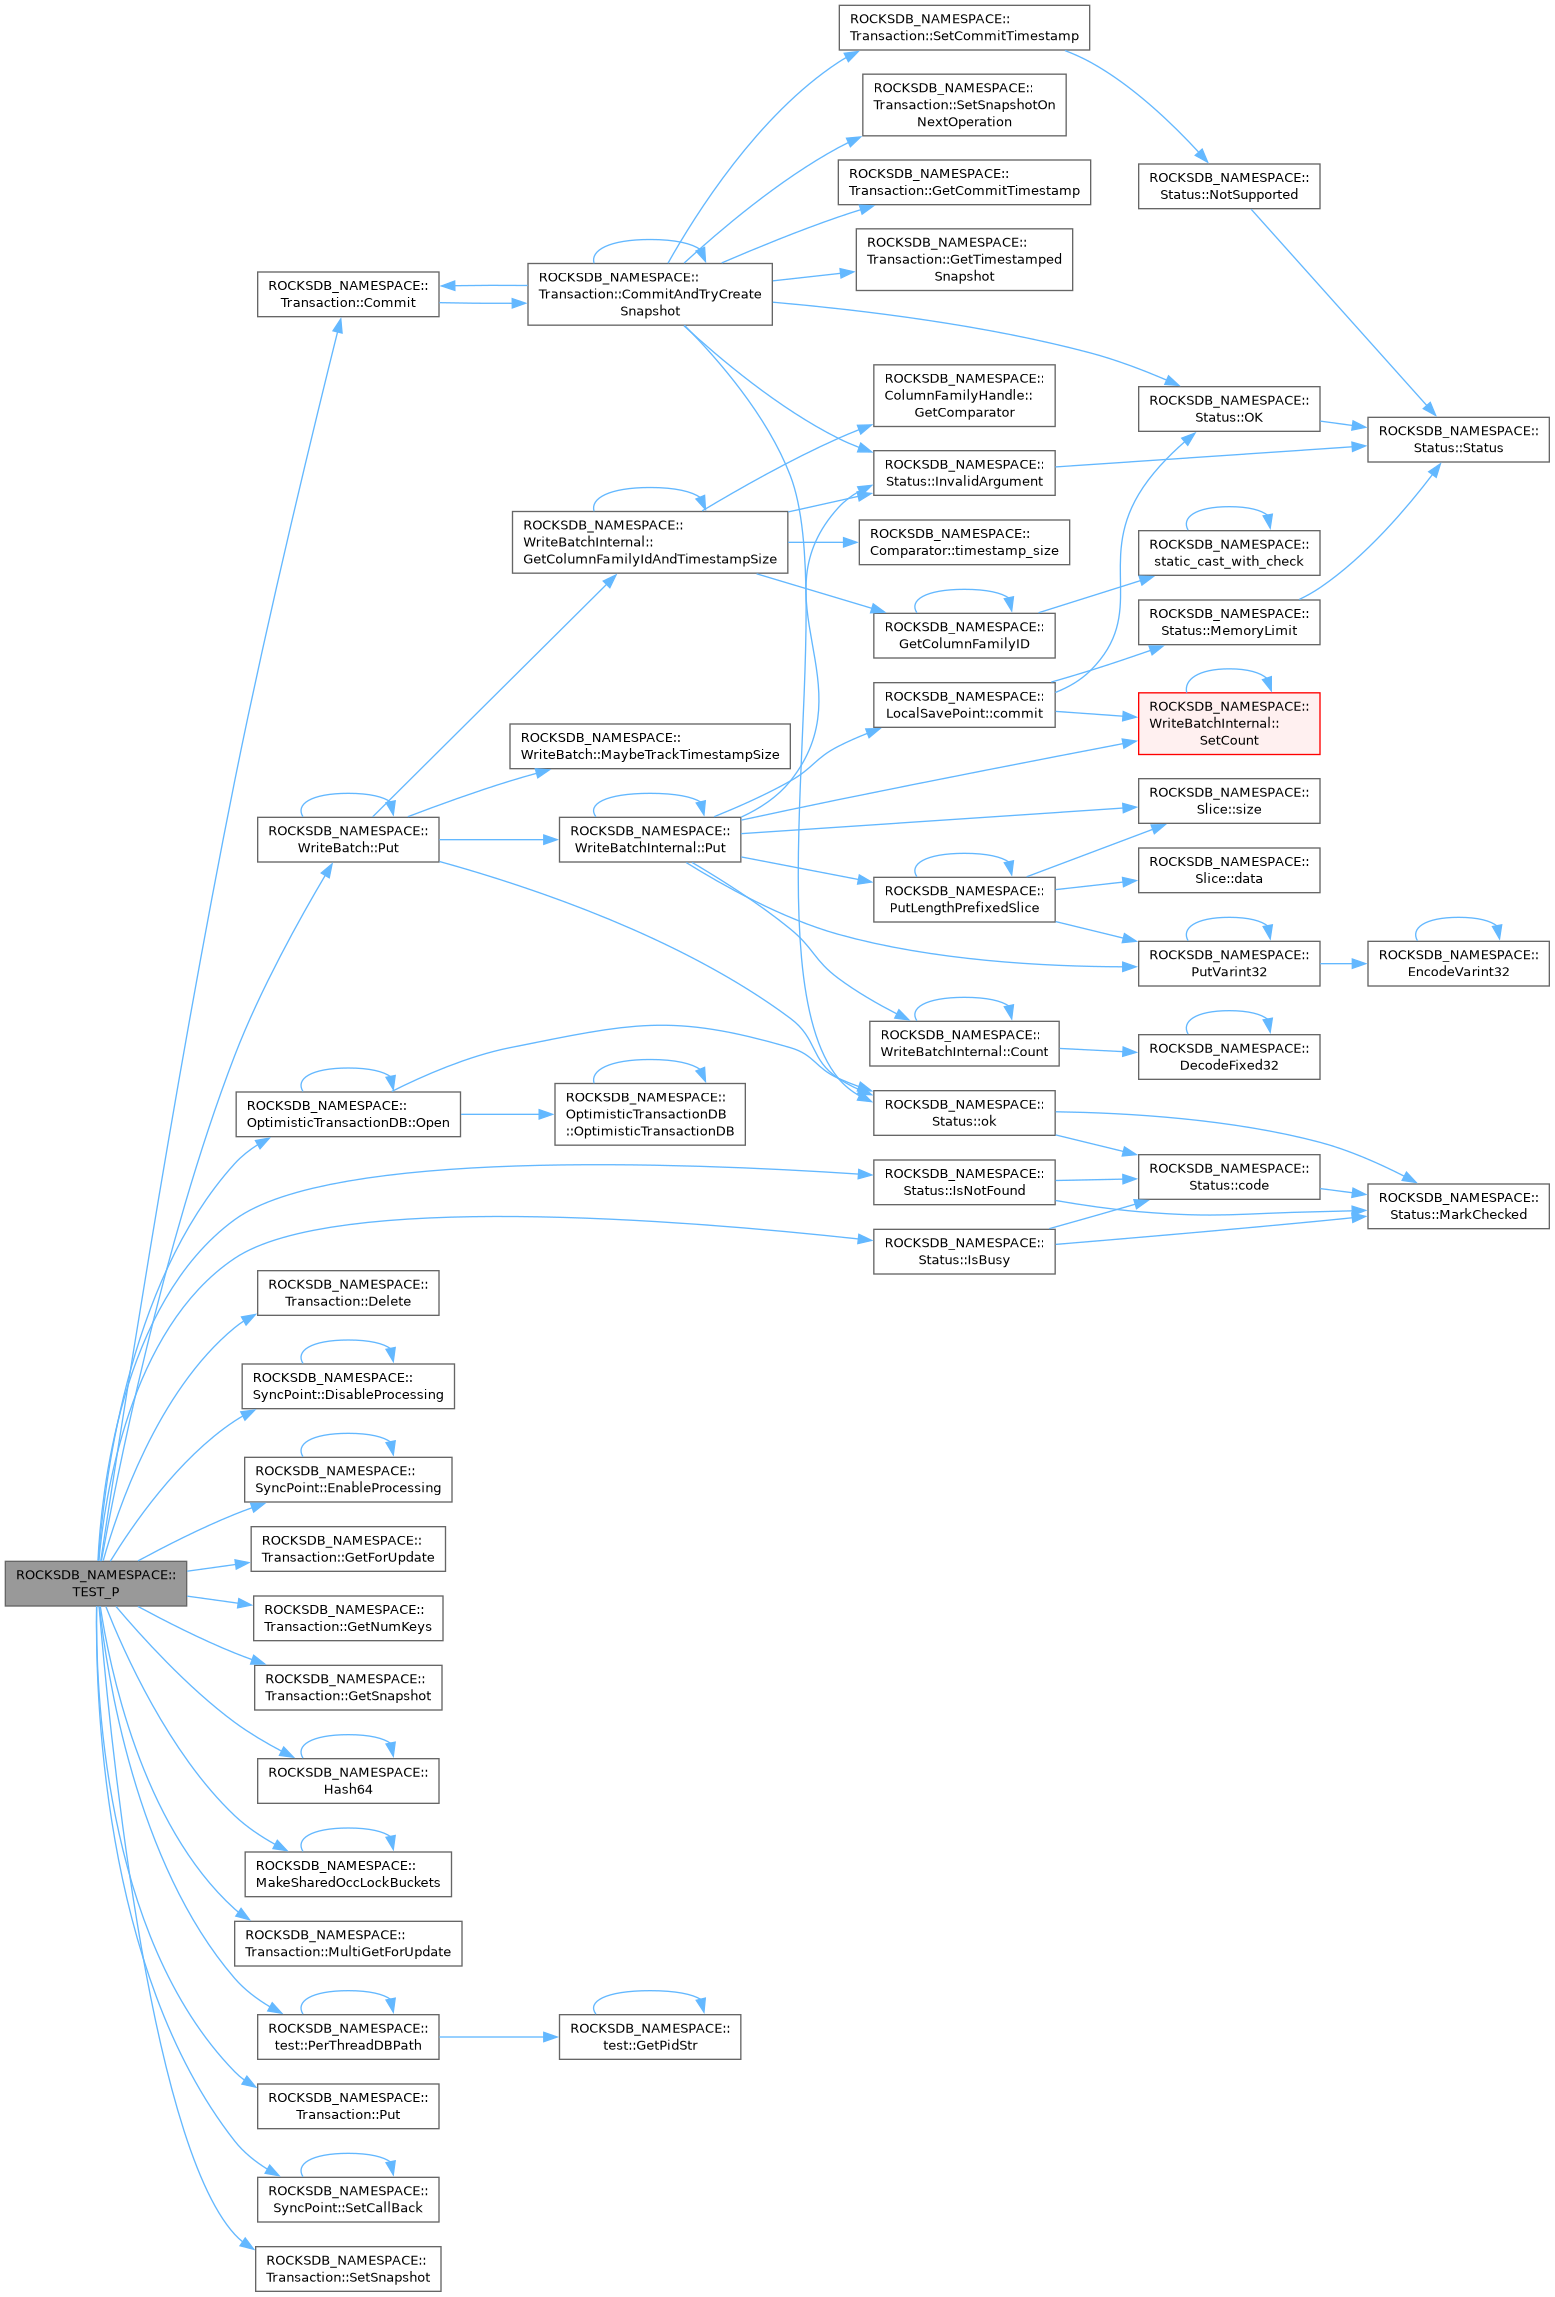 ROCKSDB_NAMESPACE::
TEST_P
ROCKSDB_NAMESPACE::
Transaction::Commit
ROCKSDB_NAMESPACE::
WriteBatch::Put
ROCKSDB_NAMESPACE::
OptimisticTransactionDB::Open
ROCKSDB_NAMESPACE::
Transaction::Delete
ROCKSDB_NAMESPACE::
SyncPoint::DisableProcessing
ROCKSDB_NAMESPACE::
SyncPoint::EnableProcessing
ROCKSDB_NAMESPACE::
Transaction::GetForUpdate
ROCKSDB_NAMESPACE::
Transaction::GetNumKeys
ROCKSDB_NAMESPACE::
Transaction::GetSnapshot
ROCKSDB_NAMESPACE::
Hash64
ROCKSDB_NAMESPACE::
MakeSharedOccLockBuckets
ROCKSDB_NAMESPACE::
Transaction::MultiGetForUpdate
ROCKSDB_NAMESPACE::
test::PerThreadDBPath
ROCKSDB_NAMESPACE::
Transaction::Put
ROCKSDB_NAMESPACE::
SyncPoint::SetCallBack
ROCKSDB_NAMESPACE::
Transaction::SetSnapshot
ROCKSDB_NAMESPACE::
Transaction::CommitAndTryCreate
Snapshot
ROCKSDB_NAMESPACE::
WriteBatchInternal::
GetColumnFamilyIdAndTimestampSize
ROCKSDB_NAMESPACE::
WriteBatch::MaybeTrackTimestampSize
ROCKSDB_NAMESPACE::
WriteBatchInternal::Put
ROCKSDB_NAMESPACE::
OptimisticTransactionDB
::OptimisticTransactionDB
ROCKSDB_NAMESPACE::
test::GetPidStr
ROCKSDB_NAMESPACE::
Transaction::SetCommitTimestamp
ROCKSDB_NAMESPACE::
Transaction::SetSnapshotOn
NextOperation
ROCKSDB_NAMESPACE::
Transaction::GetCommitTimestamp
ROCKSDB_NAMESPACE::
Transaction::GetTimestamped
Snapshot
ROCKSDB_NAMESPACE::
ColumnFamilyHandle::
GetComparator
ROCKSDB_NAMESPACE::
Status::InvalidArgument
ROCKSDB_NAMESPACE::
Comparator::timestamp_size
ROCKSDB_NAMESPACE::
GetColumnFamilyID
ROCKSDB_NAMESPACE::
LocalSavePoint::commit
ROCKSDB_NAMESPACE::
PutLengthPrefixedSlice
ROCKSDB_NAMESPACE::
WriteBatchInternal::Count
ROCKSDB_NAMESPACE::
Status::ok
ROCKSDB_NAMESPACE::
Status::IsNotFound
ROCKSDB_NAMESPACE::
Status::IsBusy
ROCKSDB_NAMESPACE::
Status::NotSupported
ROCKSDB_NAMESPACE::
Status::OK
ROCKSDB_NAMESPACE::
static_cast_with_check
ROCKSDB_NAMESPACE::
Status::MemoryLimit
ROCKSDB_NAMESPACE::
WriteBatchInternal::
SetCount
ROCKSDB_NAMESPACE::
Slice::size
ROCKSDB_NAMESPACE::
Slice::data
ROCKSDB_NAMESPACE::
PutVarint32
ROCKSDB_NAMESPACE::
DecodeFixed32
ROCKSDB_NAMESPACE::
Status::code
ROCKSDB_NAMESPACE::
Status::Status
ROCKSDB_NAMESPACE::
EncodeVarint32
ROCKSDB_NAMESPACE::
Status::MarkChecked